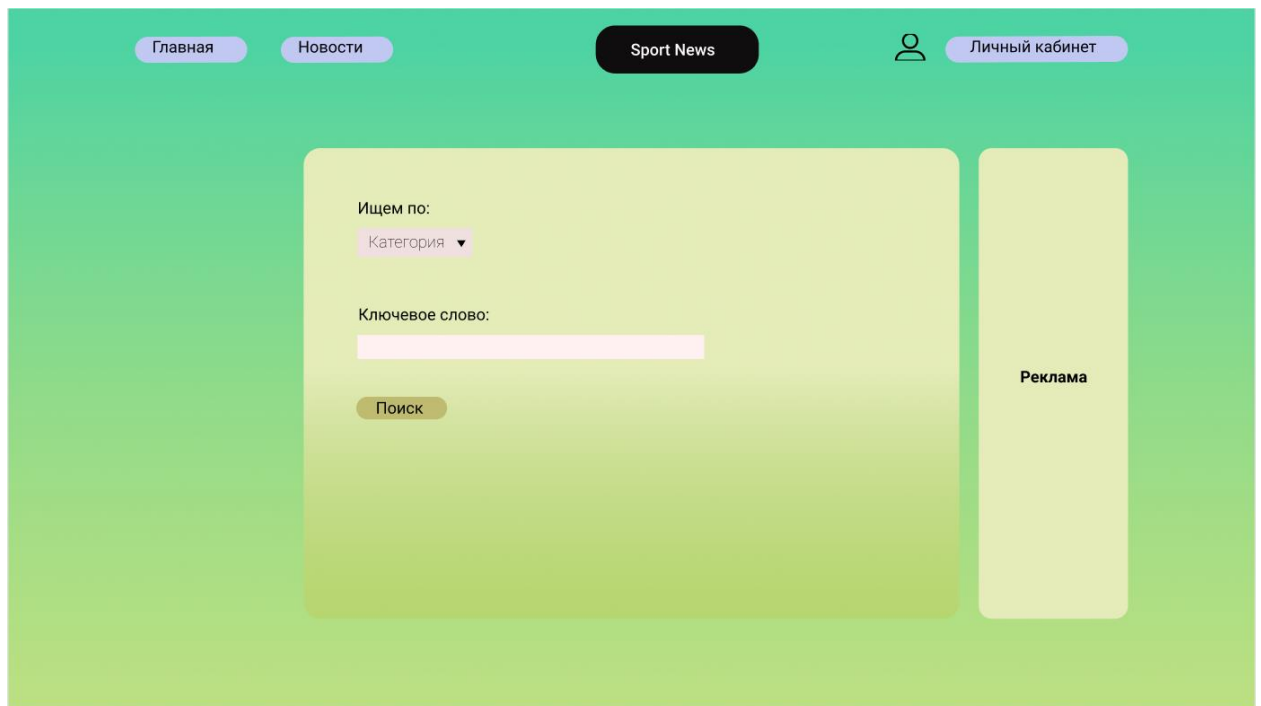 Главная
Новости
Sport News
Личный кабинет
Ищем по:
Категория
Ключевое слово:
Поиск
Реклама